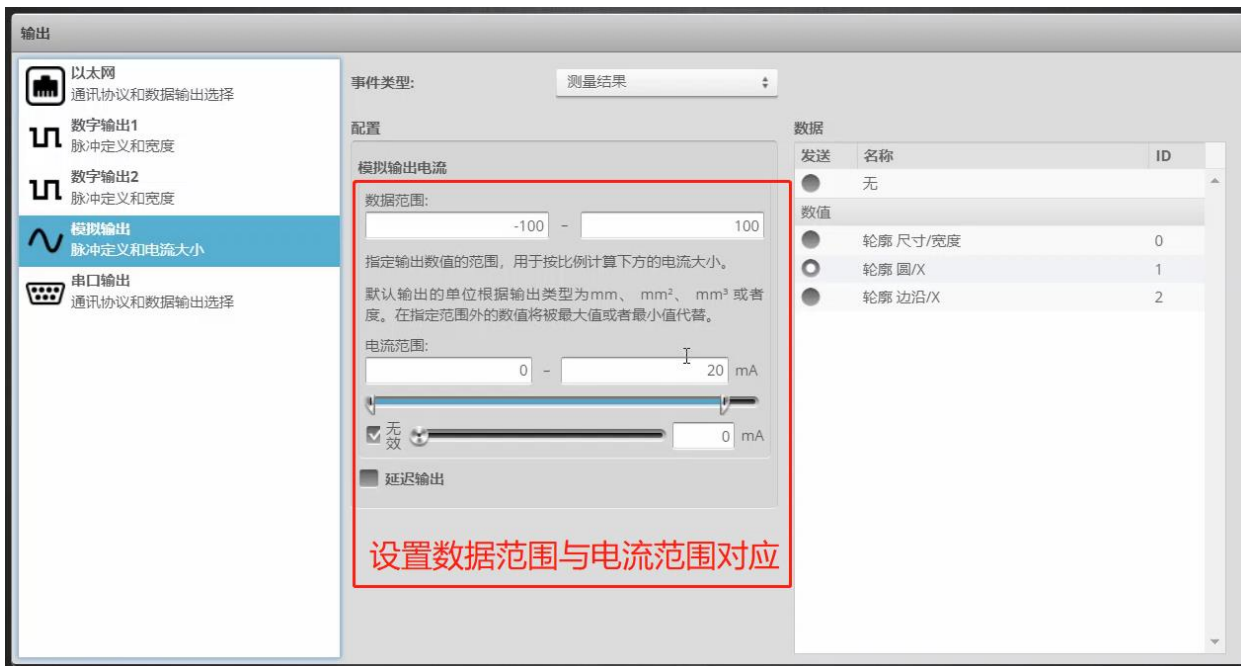 输出
以太网
通讯协议和数据输出选择
数字输出1
脉冲定义和宽度
数字输出2
脉冲定义和宽度
模拟输出
脉冲定义和电流大小
串口输出
通讯协议和数据输出选择
事件类型:
测量结果
配置
模拟输出电流
数据范围:
-100 - 100
指定输出数值的范围，用于按比例计算下方的电流大小。
默认输出的单位根据输出类型为mm、 mm²、 mm³ 或者
度。在指定范围外的数值将被最大值或者最小值代替。
电流范围:
0 - 20 mA
无效 0 mA
延迟输出
设置数据范围与电流范围对应
数据
发送 名称 ID
无
数值
轮廓 尺寸/宽度 0
轮廓 圆/X 1
轮廓 边沿/X 2